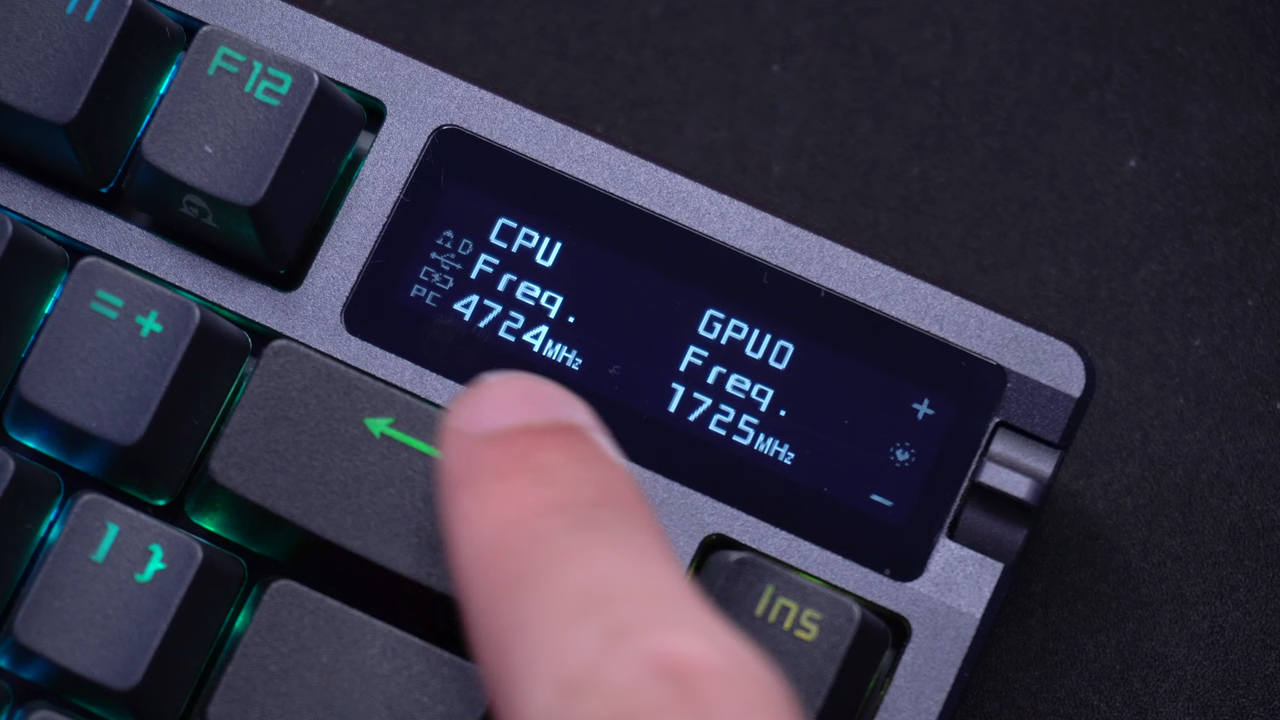 F12
CPU
Freq.
4724MHz
GPU0
Freq.
1725MHz
D
PC
+
−
= +
] }
Ins